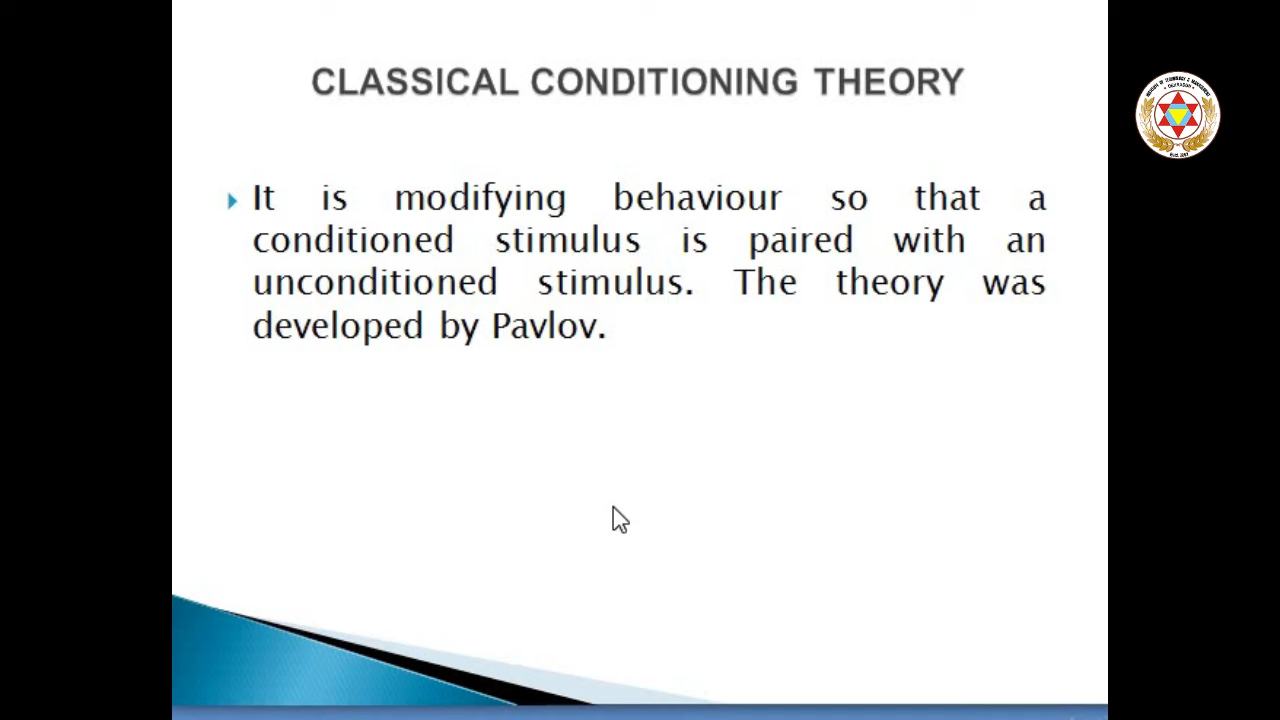 CLASSICAL CONDITIONING THEORY
It is modifying behaviour so that a
conditioned stimulus is paired with an
unconditioned stimulus. The theory was
developed by Pavlov.